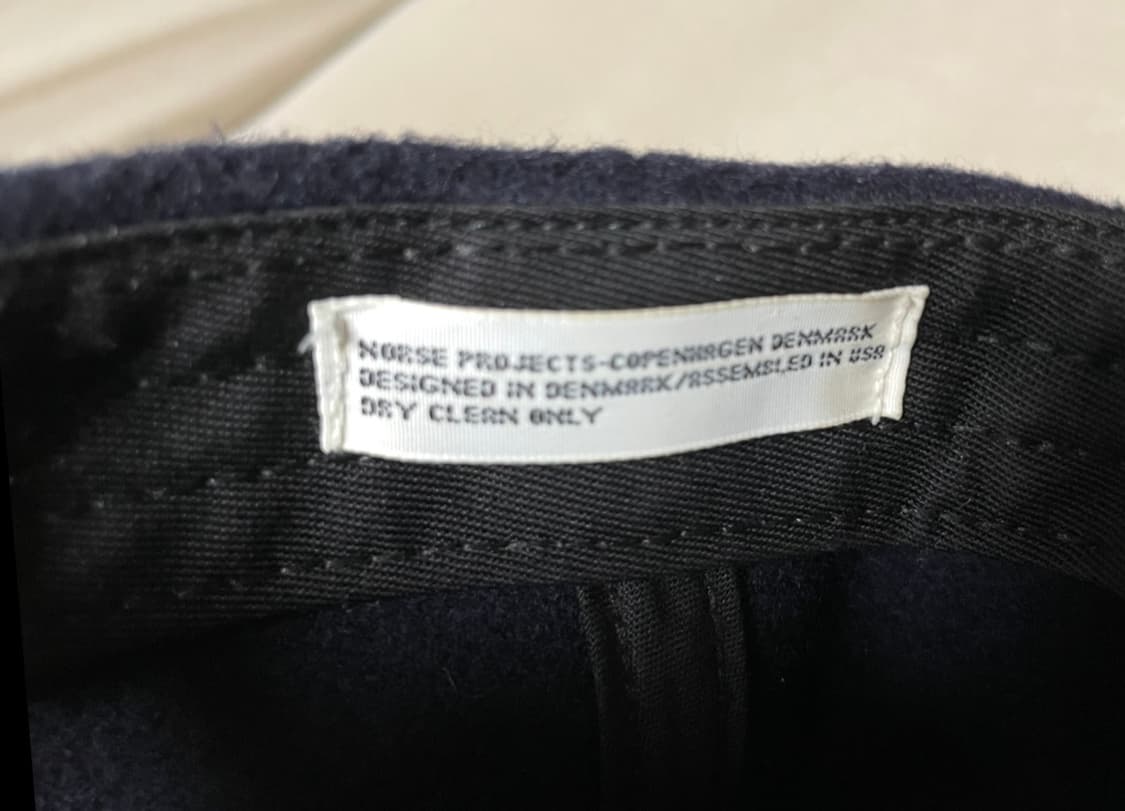 NORSE PROJECTS-COPENHAGEN DENMARK
DESIGNED IN DENMARK/ASSEMBLED IN USA
DRY CLEAN ONLY